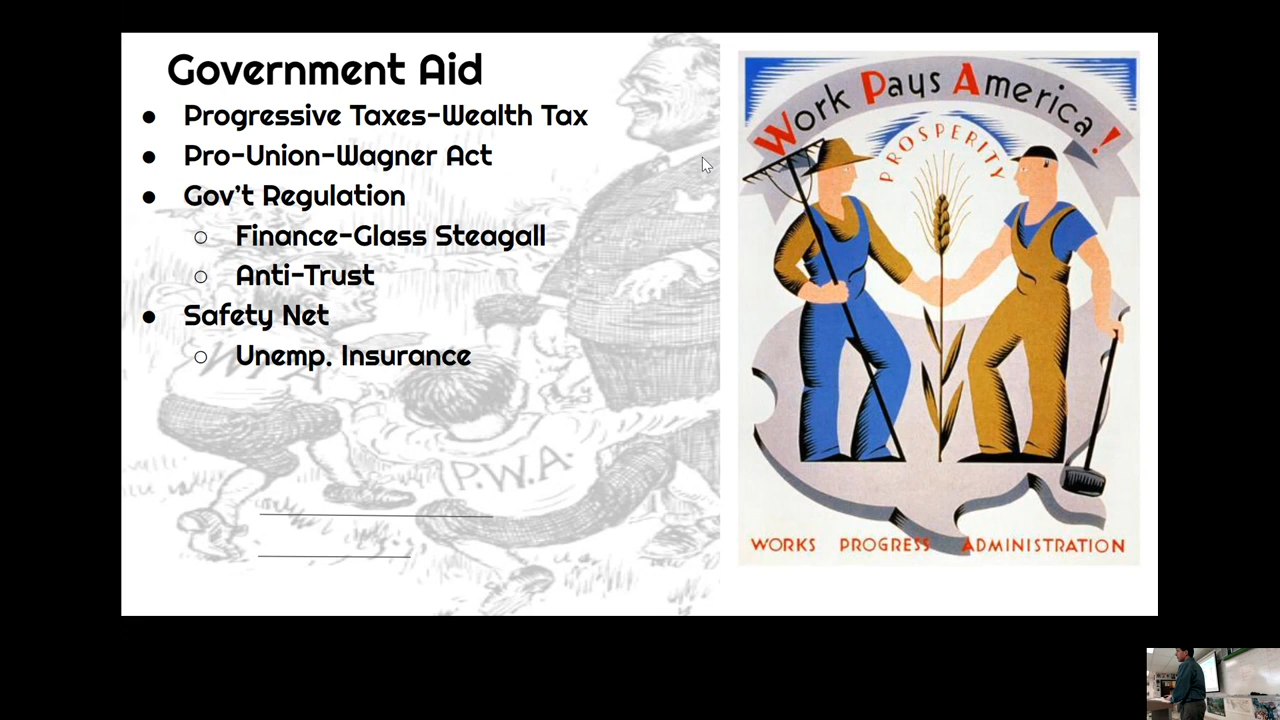 Government Aid
● Progressive Taxes-Wealth Tax
● Pro-Union-Wagner Act
● Gov't Regulation
○ Finance-Glass Steagall
○ Anti-Trust
● Safety Net
○ Unemp. Insurance
P.W.A.
Work Pays America!
PROSPERITY
WORKS PROGRESS ADMINISTRATION